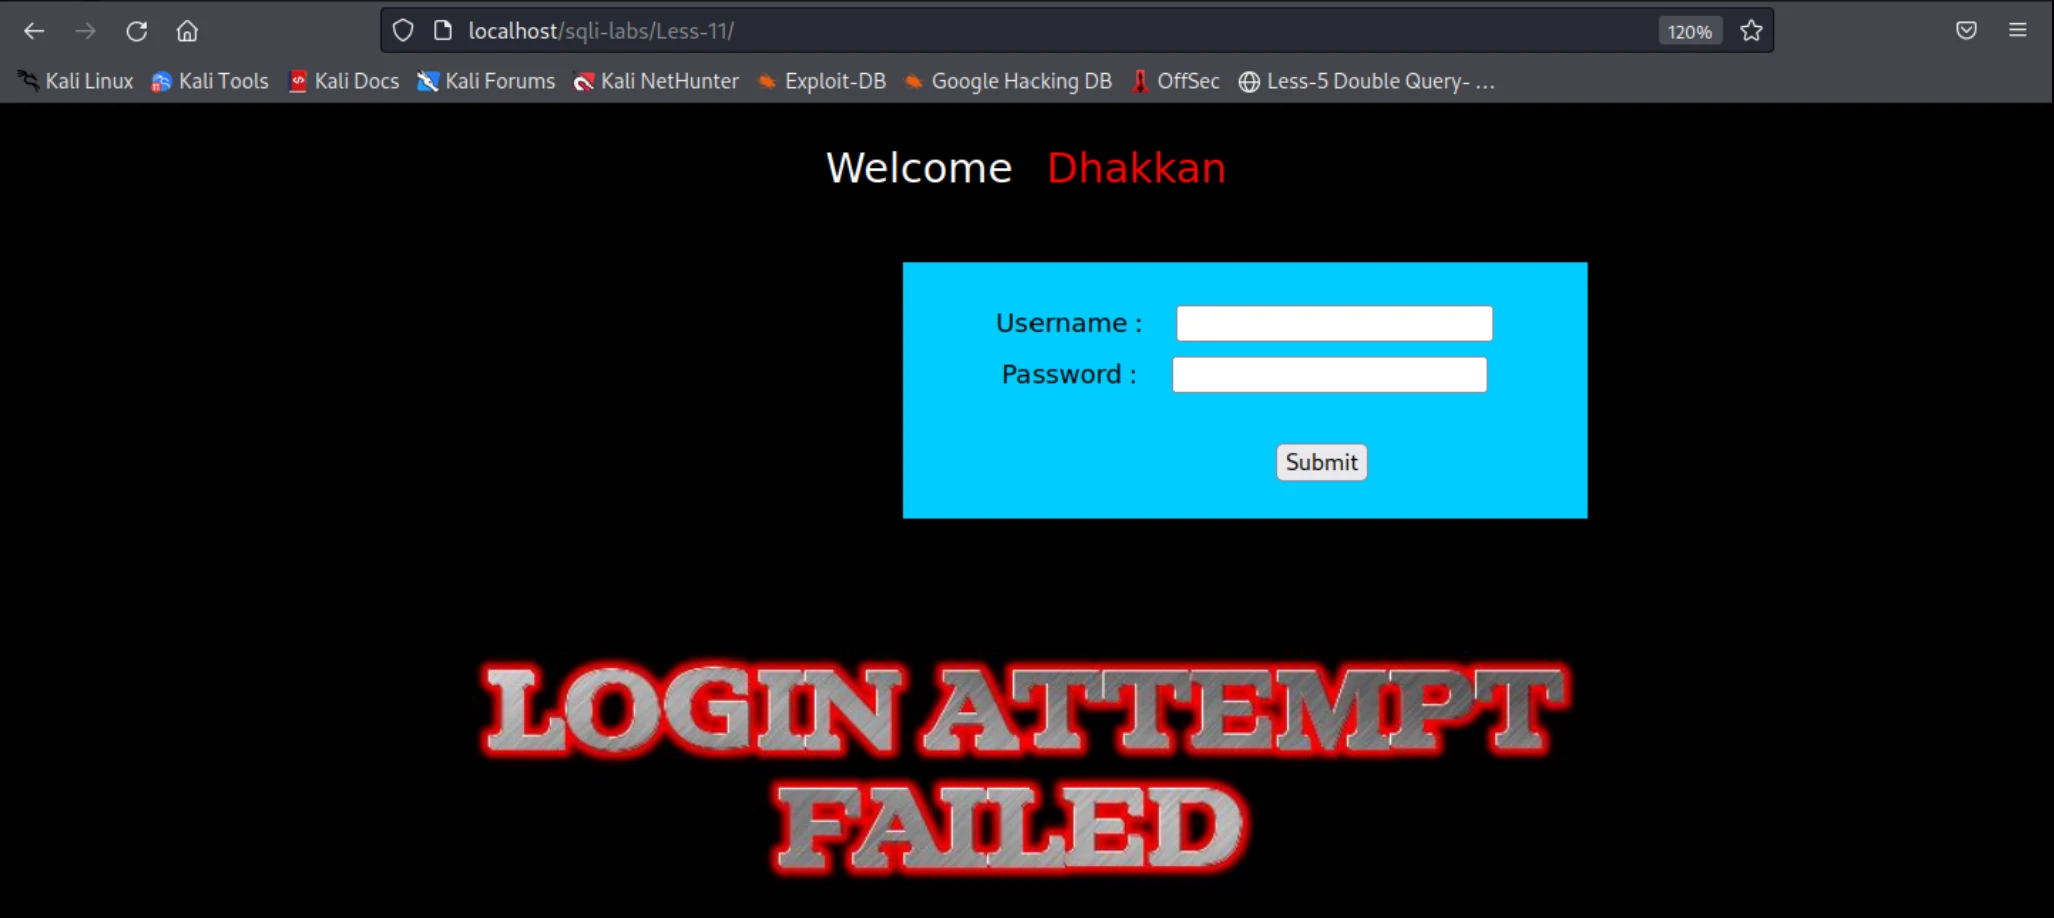 localhost/sqli-labs/Less-11/ 120%
Kali Linux Kali Tools Kali Docs Kali Forums Kali NetHunter Exploit-DB Google Hacking DB OffSec Less-5 Double Query- ...
Welcome Dhakkan
Username :
Password :
Submit
LOGIN ATTEMPT
FAILED